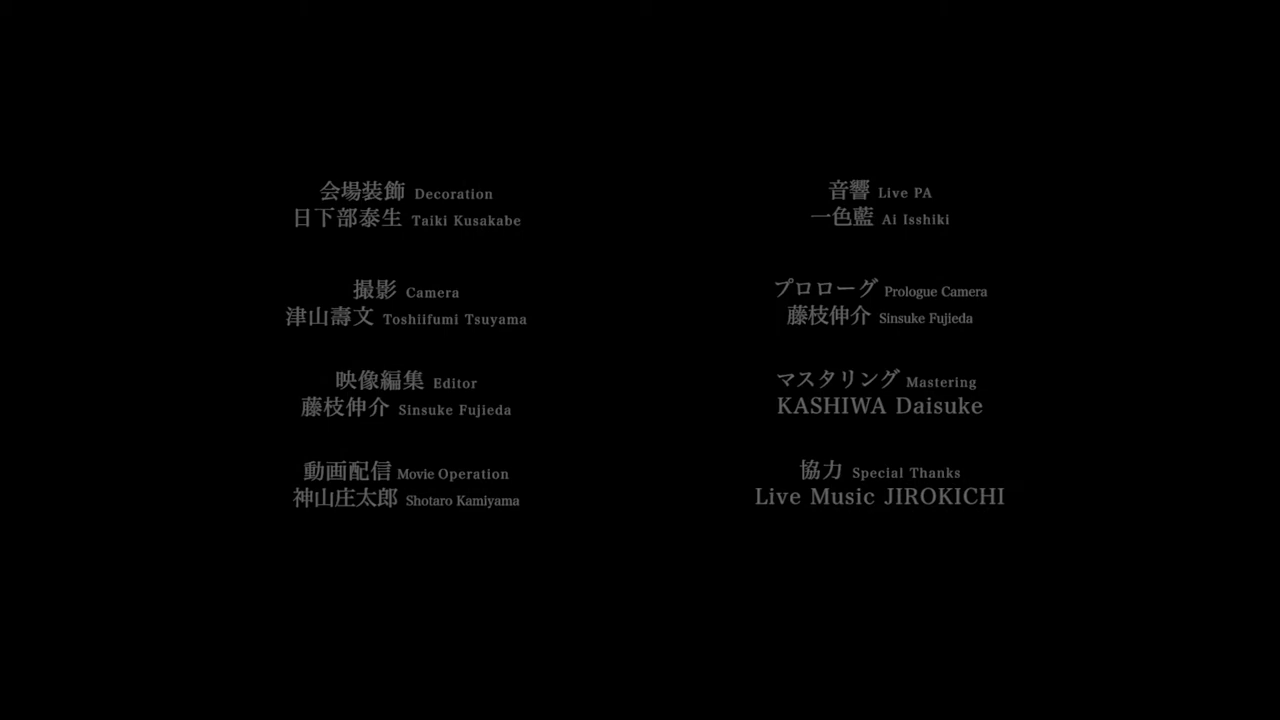 会場装飾 Decoration
日下部泰生 Taiki Kusakabe
撮影 Camera
津山壽文 Toshiifumi Tsuyama
映像編集 Editor
藤枝伸介 Sinsuke Fujieda
動画配信 Movie Operation
神山庄太郎 Shotaro Kamiyama
音響 Live PA
一色藍 Ai Isshiki
プロローグ Prologue Camera
藤枝伸介 Sinsuke Fujieda
マスタリング Mastering
KASHIWA Daisuke
協力 Special Thanks
Live Music JIROKICHI